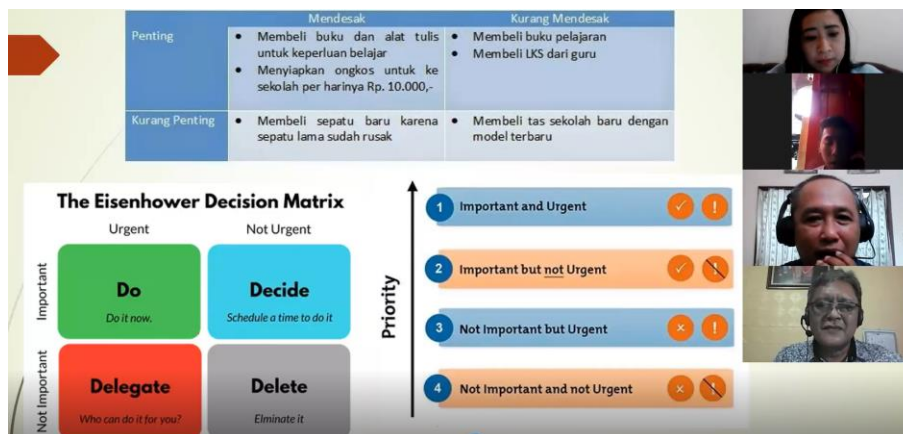 Mendesak
Kurang Mendesak
Penting
• Membeli buku dan alat tulis
untuk keperluan belajar
• Menyiapkan ongkos untuk ke
sekolah per harinya Rp. 10.000,-
• Membeli buku pelajaran
• Membeli LKS dari guru
Kurang Penting
• Membeli sepatu baru karena
sepatu lama sudah rusak
• Membeli tas sekolah baru dengan
model terbaru
The Eisenhower Decision Matrix
Urgent
Not Urgent
Important
Do
Do it now.
Decide
Schedule a time to do it
Not Important
Delegate
Who can do it for you?
Delete
Elminate it
Priority
1 Important and Urgent
2 Important but not Urgent
3 Not Important but Urgent
4 Not Important and not Urgent